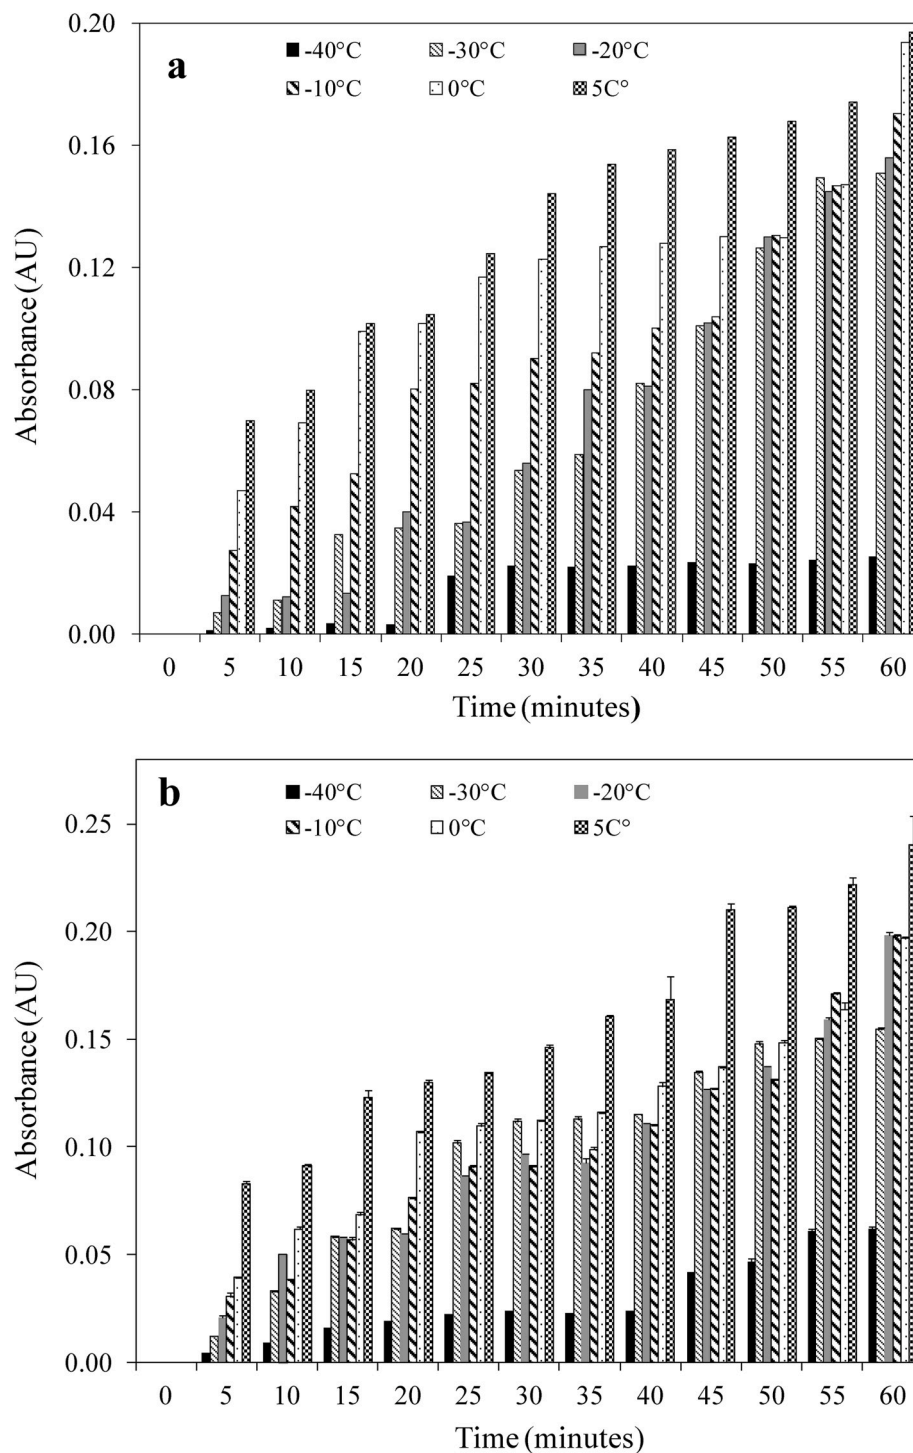 0.20
a
-40°C -30°C -20°C
-10°C 0°C 5C°
0.16
0.12
0.08
0.04
0.00
Absorbance (AU)
0 5 10 15 20 25 30 35 40 45 50 55 60
Time (minutes)
b
-40°C -30°C -20°C
-10°C 0°C 5C°
0.25
0.20
0.15
0.10
0.05
0.00
Absorbance (AU)
0 5 10 15 20 25 30 35 40 45 50 55 60
Time (minutes)